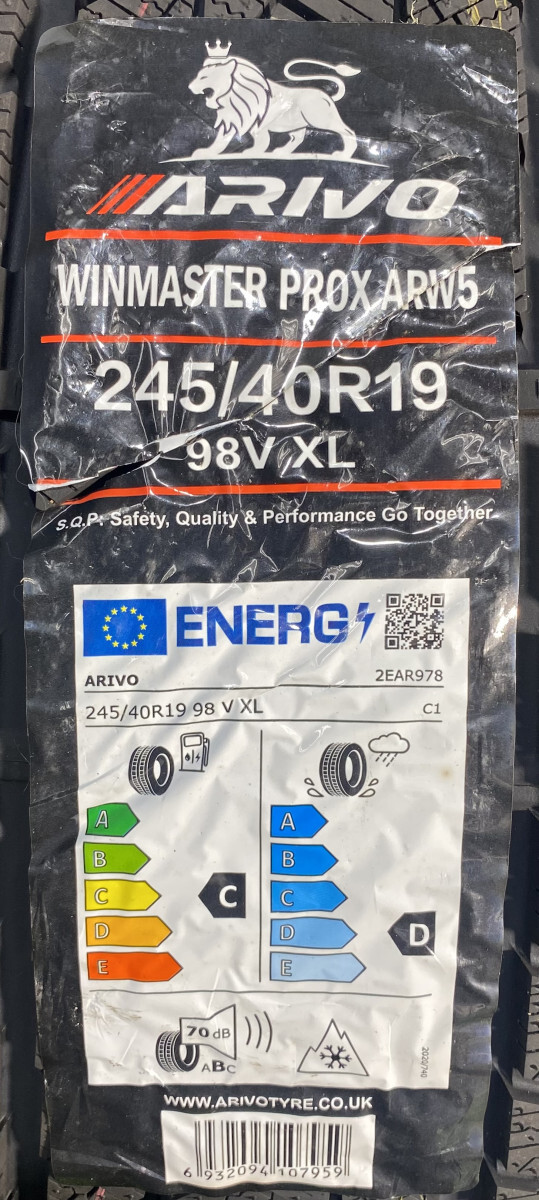 ARIVO
WINMASTER PROX ARW5
245/40R19
98V XL
S.Q.P: Safety, Quality & Performance Go Together
ENERG
ARIVO 2EAR978
245/40R19 98 V XL C1
A A
B B
C C C
D D D
E E
70 dB
ABC
2020/740
WWW.ARIVOTYRE.CO.UK
6 932094 107959